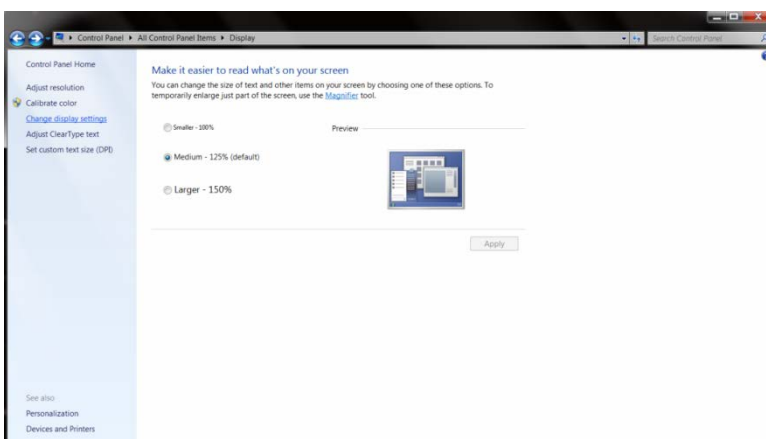 Control Panel ▸ All Control Panel Items ▸ Display
Search Control Panel
Control Panel Home
Adjust resolution
Calibrate color
Change display settings
Adjust ClearType text
Set custom text size (DPI)
Make it easier to read what's on your screen
You can change the size of text and other items on your screen by choosing one of these options. To
temporarily enlarge just part of the screen, use the Magnifier tool.
Smaller - 100%
Preview
Medium - 125% (default)
Larger - 150%
Apply
See also
Personalization
Devices and Printers